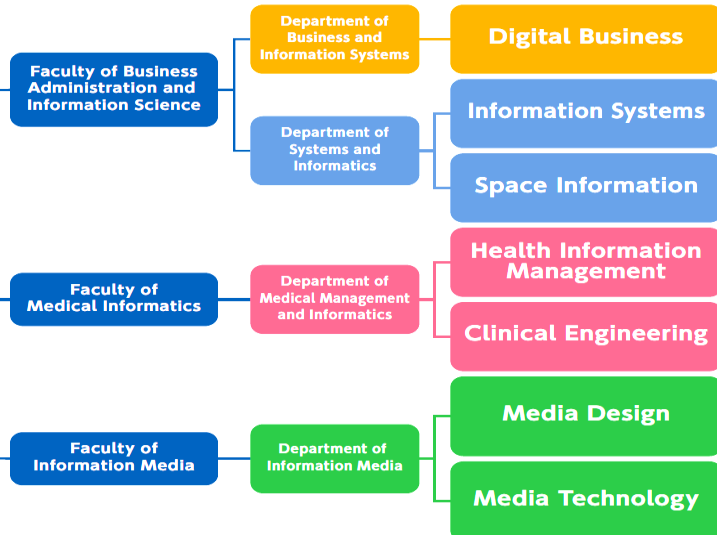 Faculty of Business
Administration and
Information Science
Department of
Business and
Information Systems
Digital Business
Department of
Systems and
Informatics
Information Systems
Space Information
Faculty of
Medical Informatics
Department of
Medical Management
and Informatics
Health Information
Management
Clinical Engineering
Faculty of
Information Media
Department of
Information Media
Media Design
Media Technology